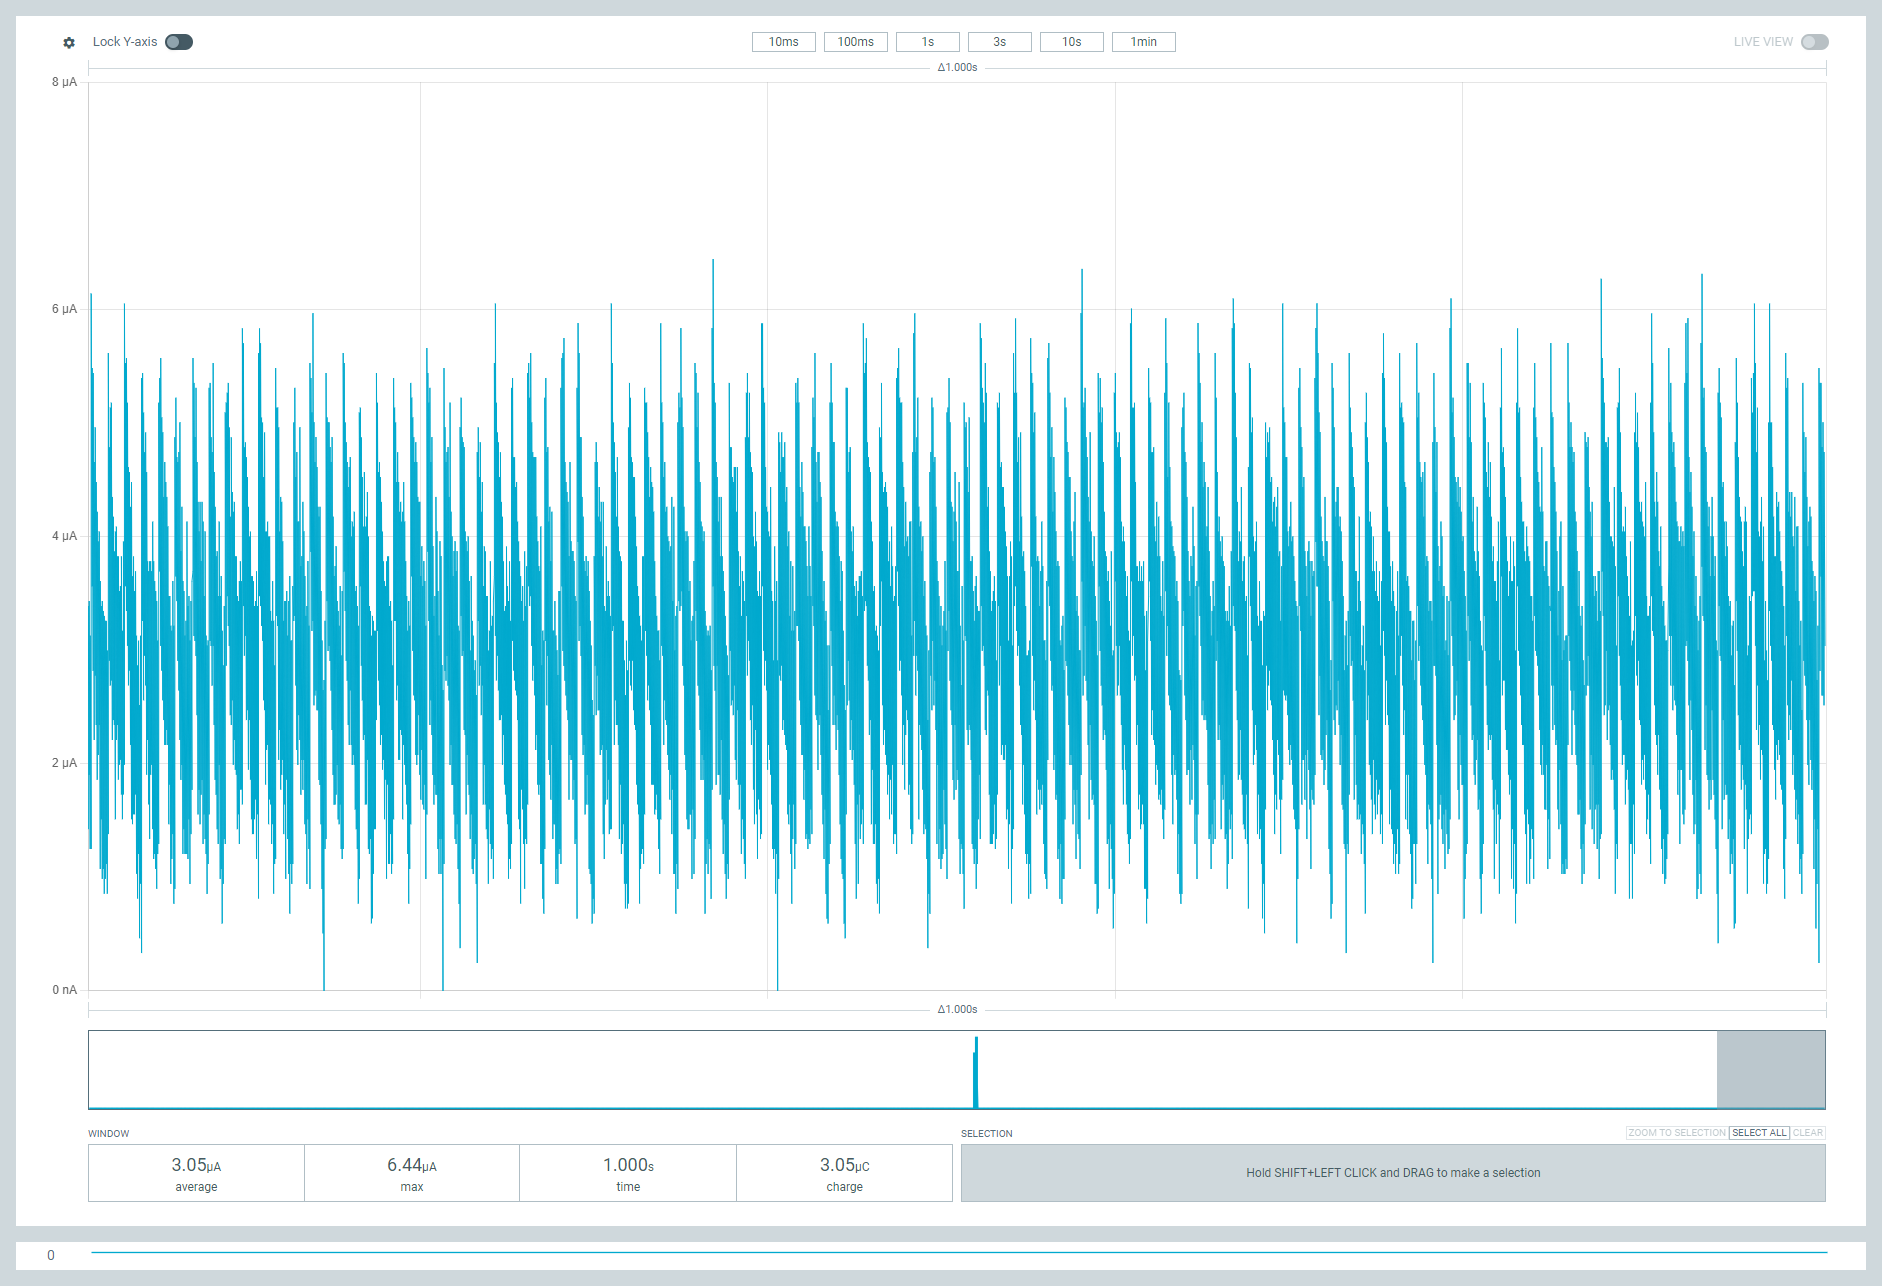 Lock Y-axis 10ms 100ms 1s 3s 10s 1min LIVE VIEW
Δ1.000s
8 µA
6 µA
4 µA
2 µA
0 nA
Δ1.000s
WINDOW SELECTION ZOOM TO SELECTION SELECT ALL CLEAR
3.05µA 6.44µA 1.000s 3.05µC
average max time charge
Hold SHIFT+LEFT CLICK and DRAG to make a selection
0